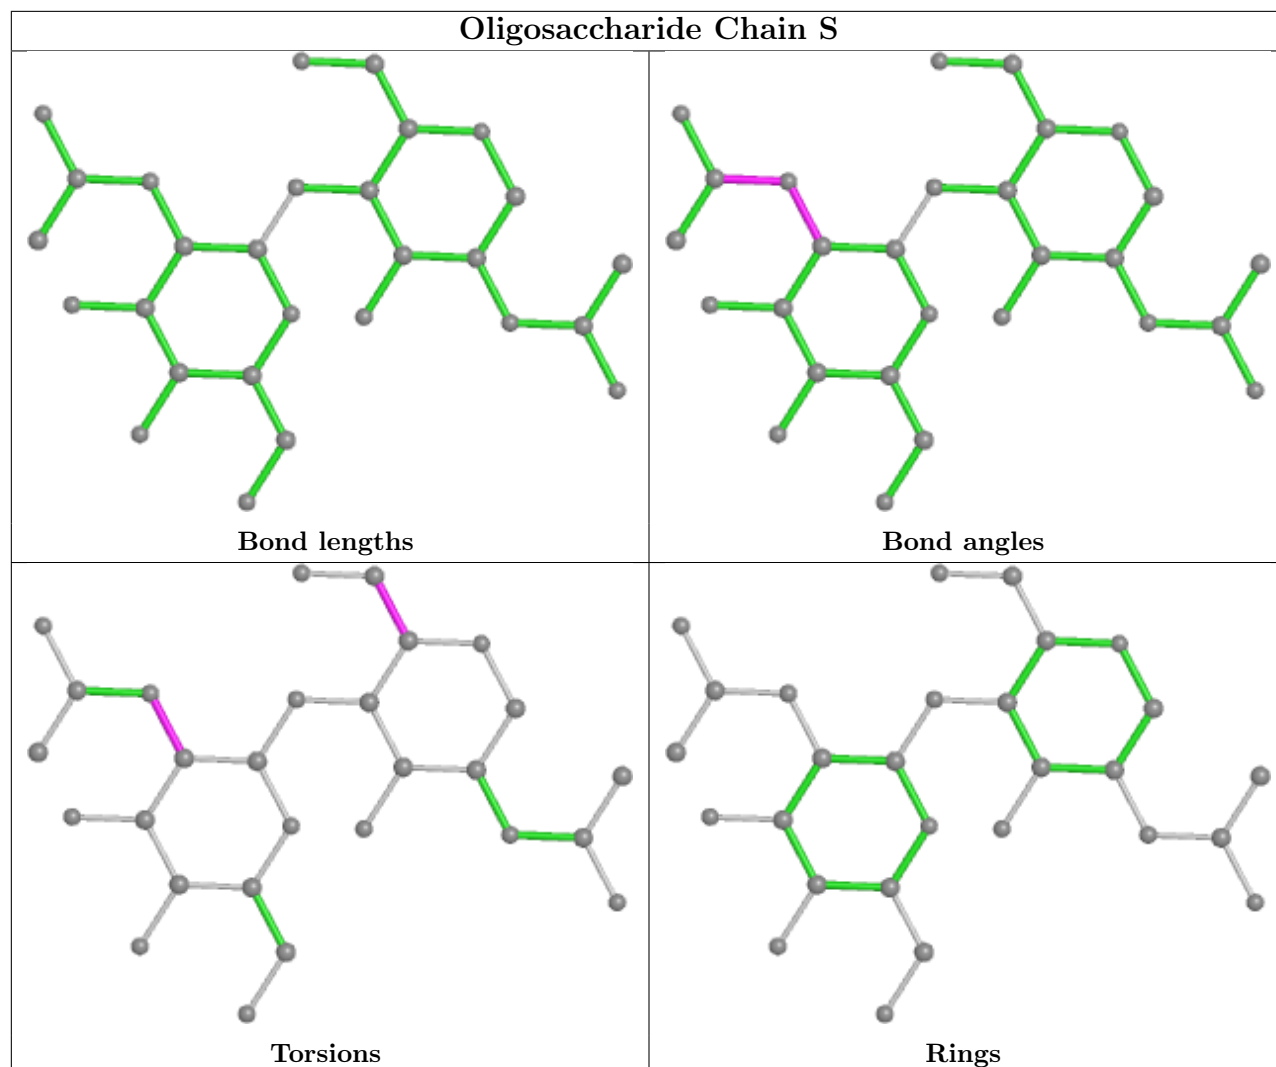 Oligosaccharide Chain S
Bond lengths
Bond angles
Torsions
Rings